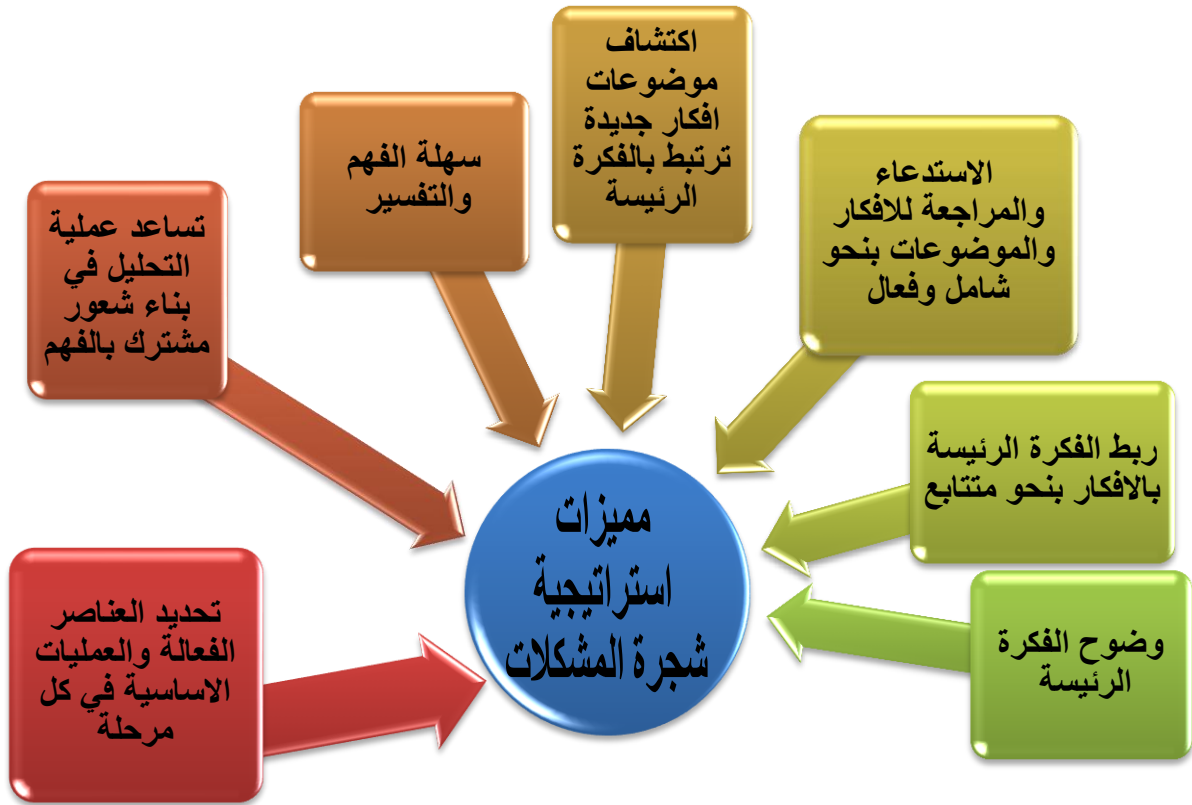 مميزات
استراتيجية
شجرة المشكلات
وضوح الفكرة
الرئيسة
ربط الفكرة الرئيسة
بالافكار بنحو متتابع
الاستدعاء
والمراجعة للافكار
والموضوعات بنحو
شامل وفعال
اكتشاف
موضوعات
افكار جديدة
ترتبط بالفكرة
الرئيسة
سهلة الفهم
والتفسير
تساعد عملية
التحليل في
بناء شعور
مشترك بالفهم
تحديد العناصر
الفعالة والعمليات
الاساسية في كل
مرحلة